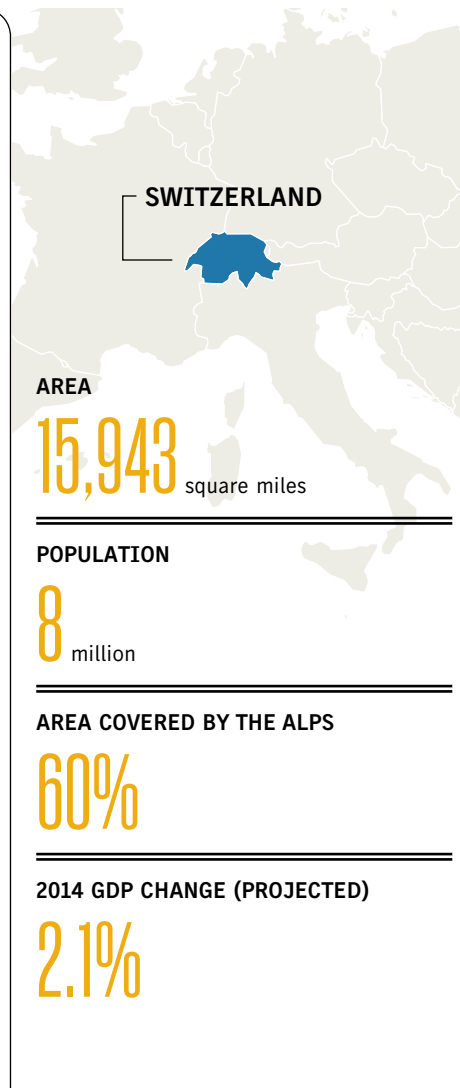 SWITZERLAND
AREA
15,943 square miles
POPULATION
8 million
AREA COVERED BY THE ALPS
60%
2014 GDP CHANGE (PROJECTED)
2.1%